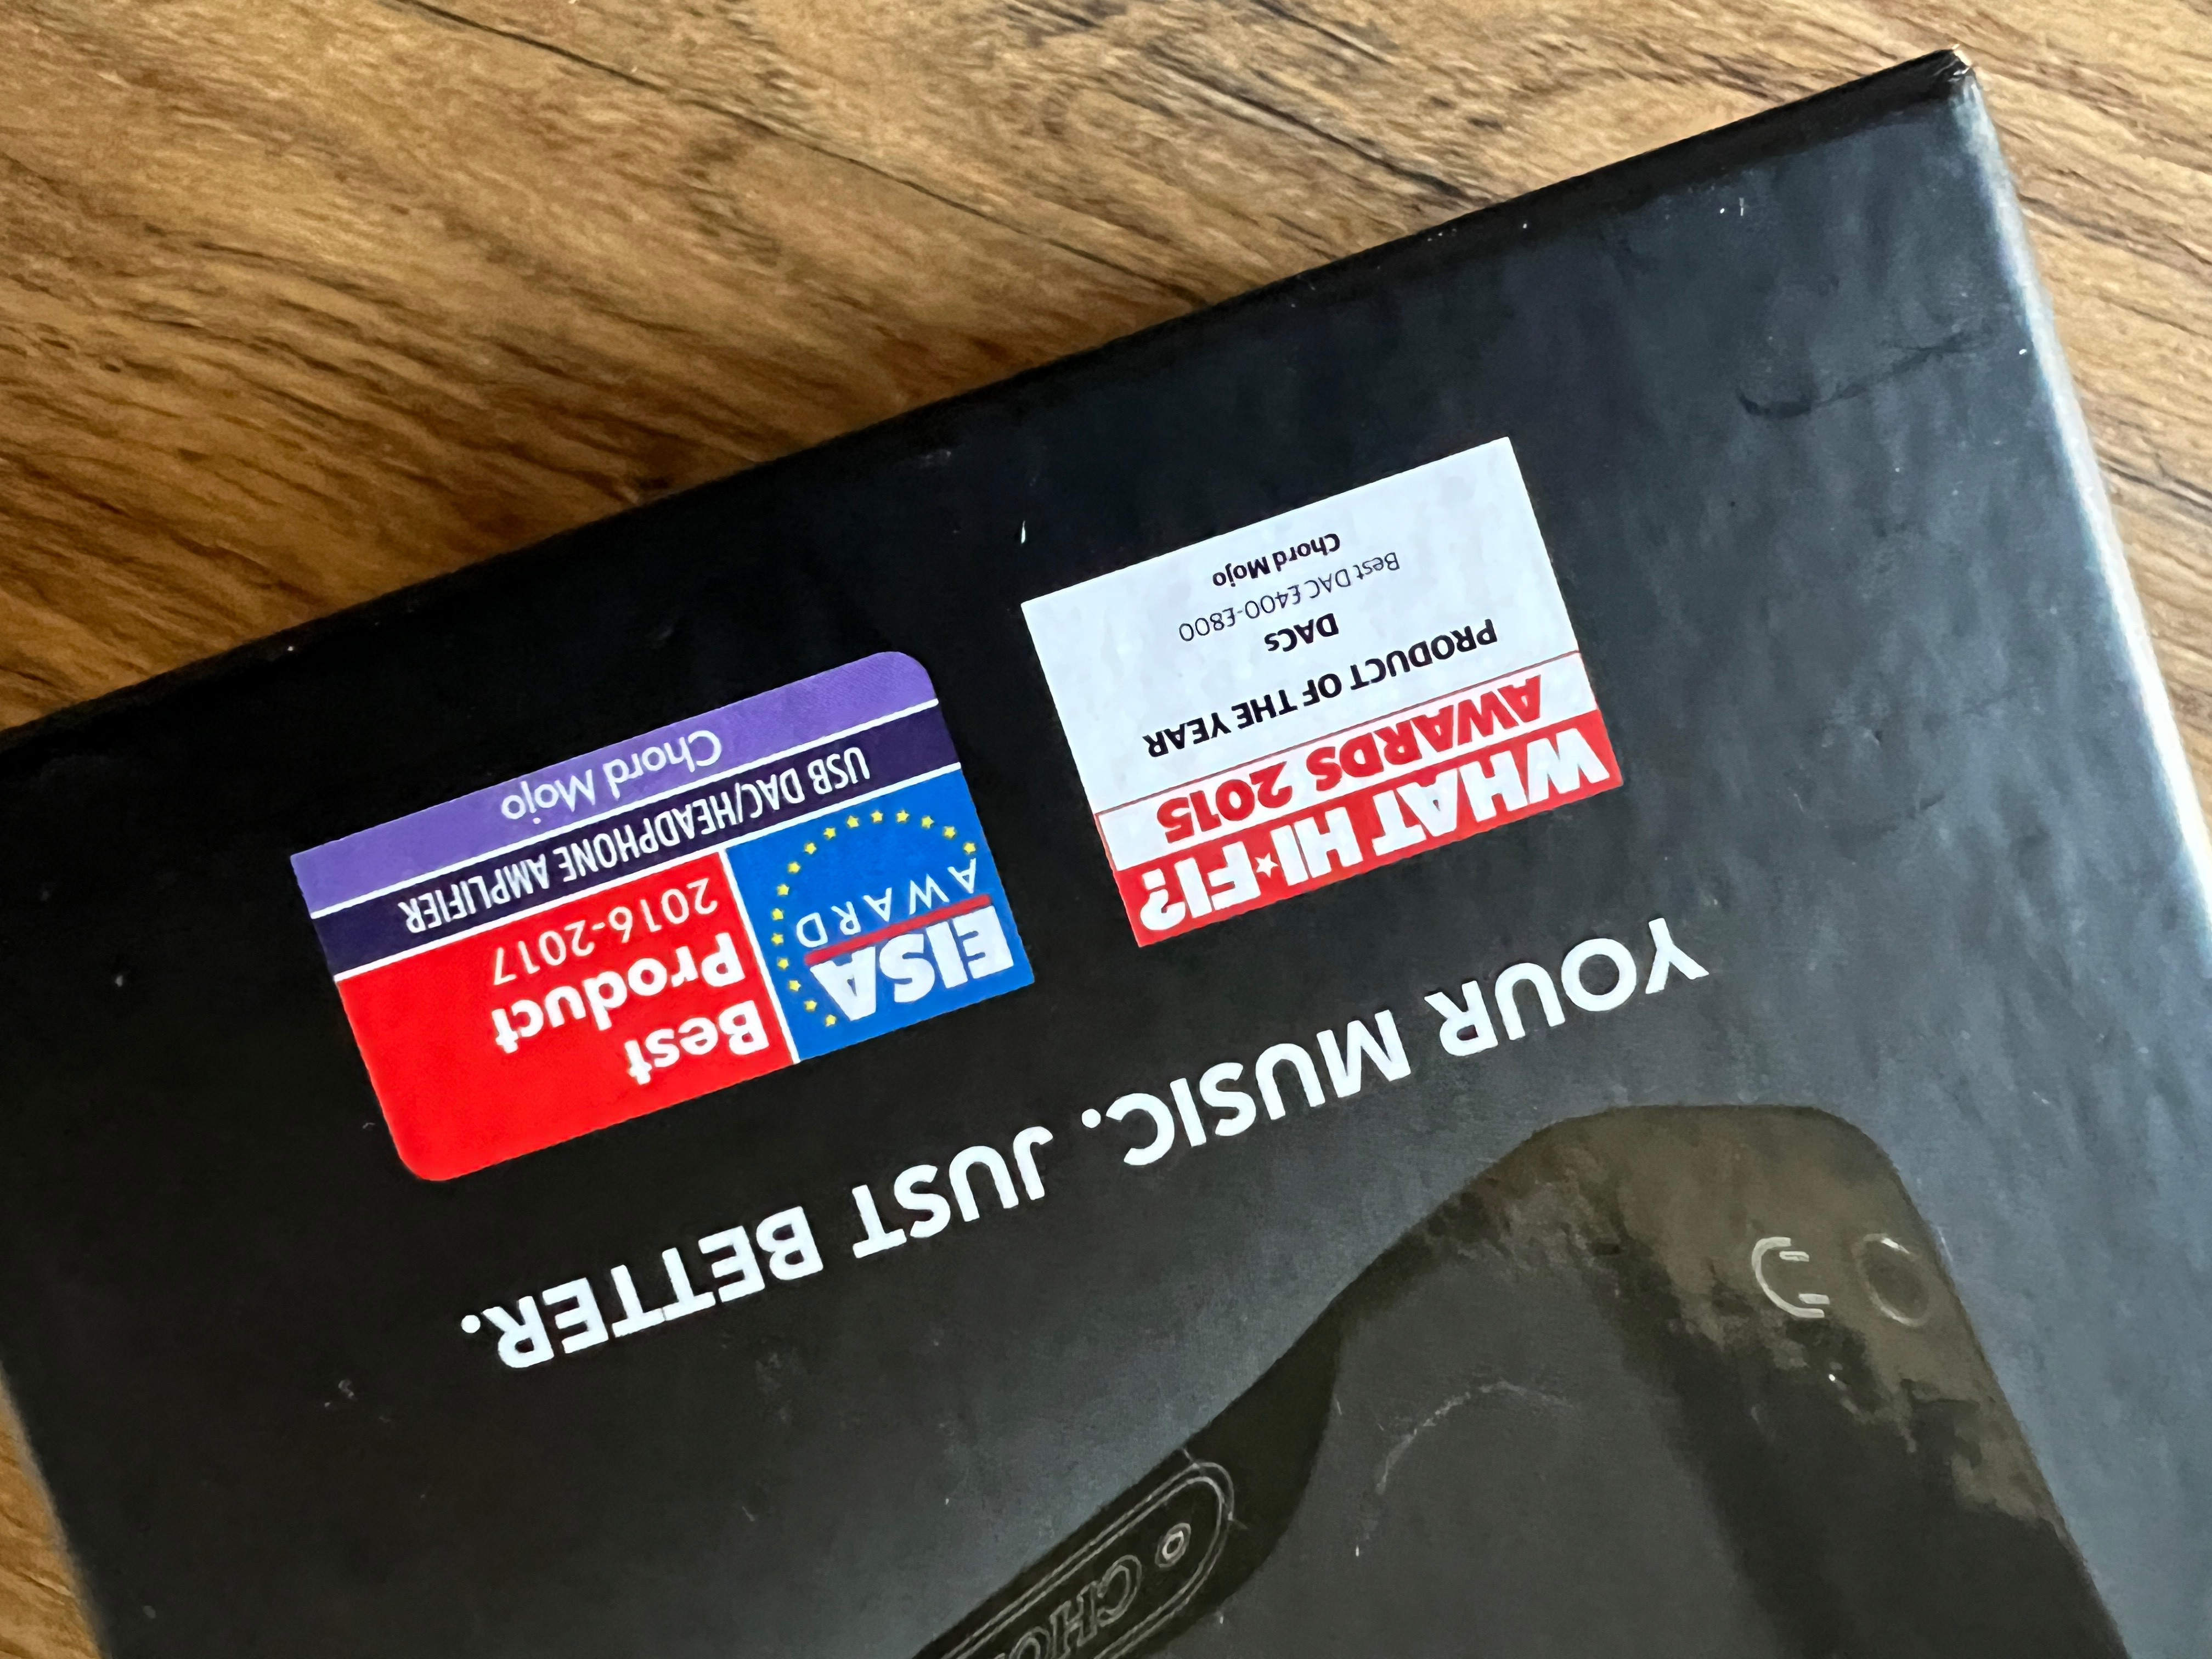 YOUR MUSIC. JUST BETTER.
WHAT HI★FI?
AWARDS 2015
PRODUCT OF THE YEAR
DACs
Best DAC £400-£800
Chord Mojo
EISA
AWARD
Best
Product
2016-2017
USB DAC/HEADPHONE AMPLIFIER
Chord Mojo